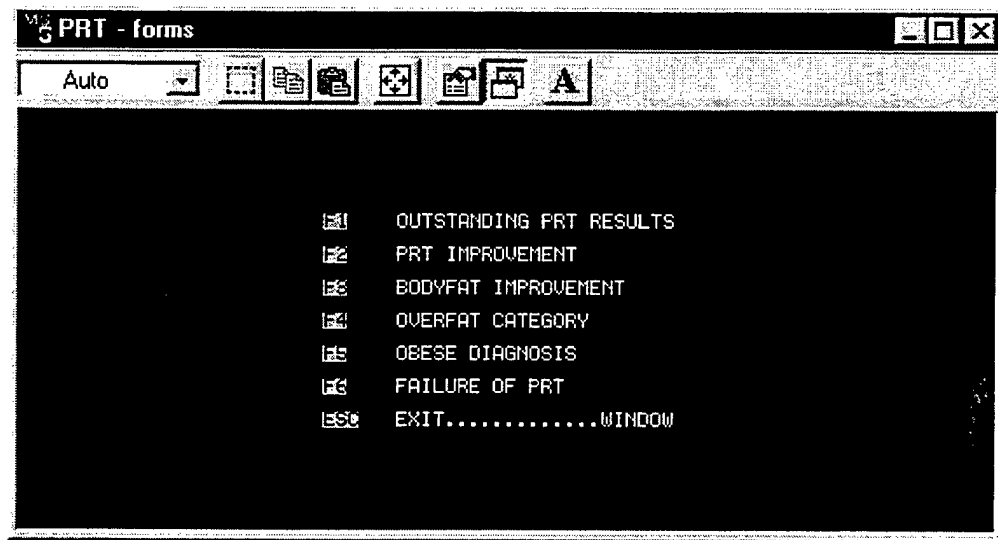 PRT - forms
Auto
A
F1 OUTSTANDING PRT RESULTS
F2 PRT IMPROVEMENT
F3 BODYFAT IMPROVEMENT
F4 OVERFAT CATEGORY
F5 OBESE DIAGNOSIS
F6 FAILURE OF PRT
ESC EXIT.............WINDOW